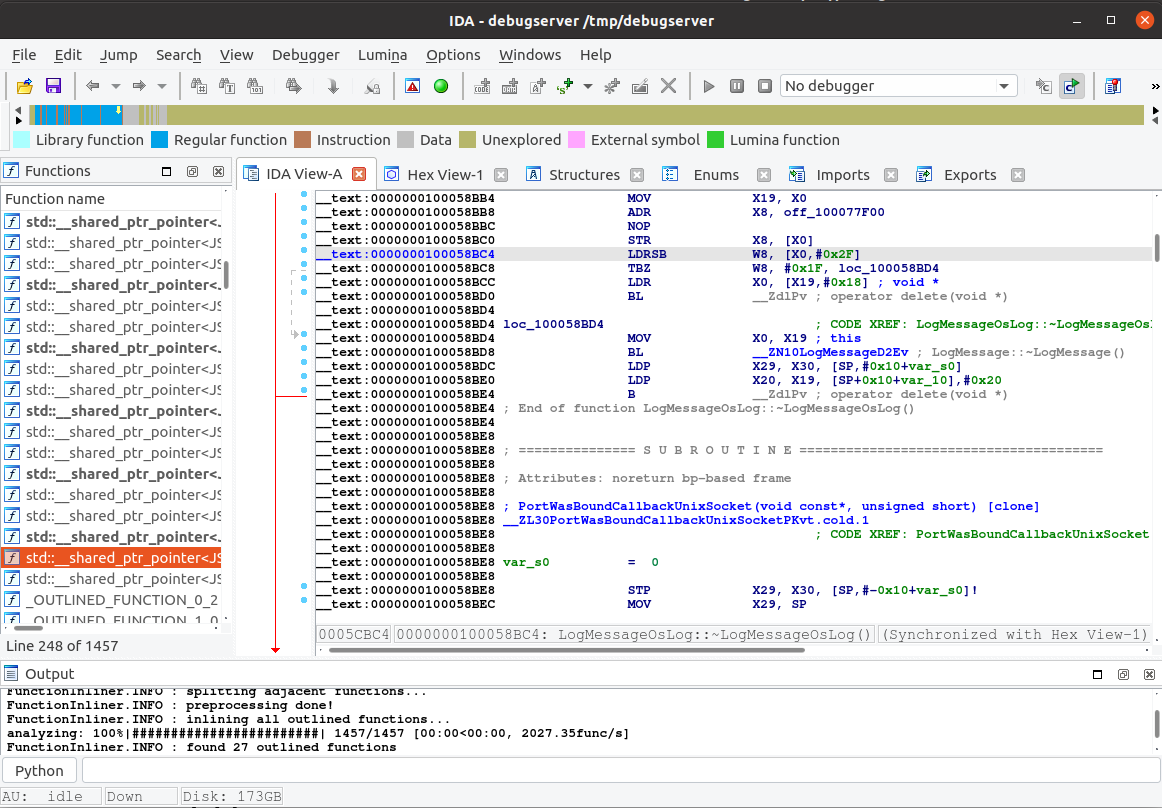 IDA - debugserver /tmp/debugserver
File Edit Jump Search View Debugger Lumina Options Windows Help
No debugger
Library function Regular function Instruction Data Unexplored External symbol Lumina function
Functions
IDA View-A Hex View-1 Structures Enums Imports Exports
Function name
std::__shared_ptr_pointer<.
std::__shared_ptr_pointer<JS
std::__shared_ptr_pointer<JS
std::__shared_ptr_pointer<.
std::__shared_ptr_pointer<JS
std::__shared_ptr_pointer<JS
std::__shared_ptr_pointer<.
std::__shared_ptr_pointer<JS
std::__shared_ptr_pointer<JS
std::__shared_ptr_pointer<.
std::__shared_ptr_pointer<JS
std::__shared_ptr_pointer<JS
std::__shared_ptr_pointer<.
std::__shared_ptr_pointer<JS
std::__shared_ptr_pointer<JS
std::__shared_ptr_pointer<.
std::__shared_ptr_pointer<JS
std::__shared_ptr_pointer<JS
_OUTLINED_FUNCTION_0_2
_OUTLINED_FUNCTION_1_0
Line 248 of 1457
__text:0000000100058BB4 MOV X19, X0
__text:0000000100058BB8 ADR X8, off_100077F00
__text:0000000100058BBC NOP
__text:0000000100058BC0 STR X8, [X0]
__text:0000000100058BC4 LDRSB W8, [X0,#0x2F]
__text:0000000100058BC8 TBZ W8, #0x1F, loc_100058BD4
__text:0000000100058BCC LDR X0, [X19,#0x18] ; void *
__text:0000000100058BD0 BL __ZdlPv ; operator delete(void *)
__text:0000000100058BD4
__text:0000000100058BD4 loc_100058BD4 ; CODE XREF: LogMessageOsLog::~LogMessageOsL
__text:0000000100058BD4 MOV X0, X19 ; this
__text:0000000100058BD8 BL __ZN10LogMessageD2Ev ; LogMessage::~LogMessage()
__text:0000000100058BDC LDP X29, X30, [SP,#0x10+var_s0]
__text:0000000100058BE0 LDP X20, X19, [SP+0x10+var_10],#0x20
__text:0000000100058BE4 B __ZdlPv ; operator delete(void *)
__text:0000000100058BE4 ; End of function LogMessageOsLog::~LogMessageOsLog()
__text:0000000100058BE4
__text:0000000100058BE8
__text:0000000100058BE8 ; =============== S U B R O U T I N E =======================================
__text:0000000100058BE8
__text:0000000100058BE8 ; Attributes: noreturn bp-based frame
__text:0000000100058BE8
__text:0000000100058BE8 ; PortWasBoundCallbackUnixSocket(void const*, unsigned short) [clone]
__text:0000000100058BE8 __ZL30PortWasBoundCallbackUnixSocketPKvt.cold.1
__text:0000000100058BE8 ; CODE XREF: PortWasBoundCallbackUnixSocket
__text:0000000100058BE8
__text:0000000100058BE8 var_s0 = 0
__text:0000000100058BE8
__text:0000000100058BE8 STP X29, X30, [SP,#-0x10+var_s0]!
__text:0000000100058BEC MOV X29, SP
0005CBC4 0000000100058BC4: LogMessageOsLog::~LogMessageOsLog() (Synchronized with Hex View-1)
Output
FunctionInliner.INFO : splitting adjacent functions...
FunctionInliner.INFO : preprocessing done!
FunctionInliner.INFO : inlining all outlined functions...
analyzing: 100%|########################| 1457/1457 [00:00<00:00, 2027.35func/s]
FunctionInliner.INFO : found 27 outlined functions
Python
AU: idle Down Disk: 173GB